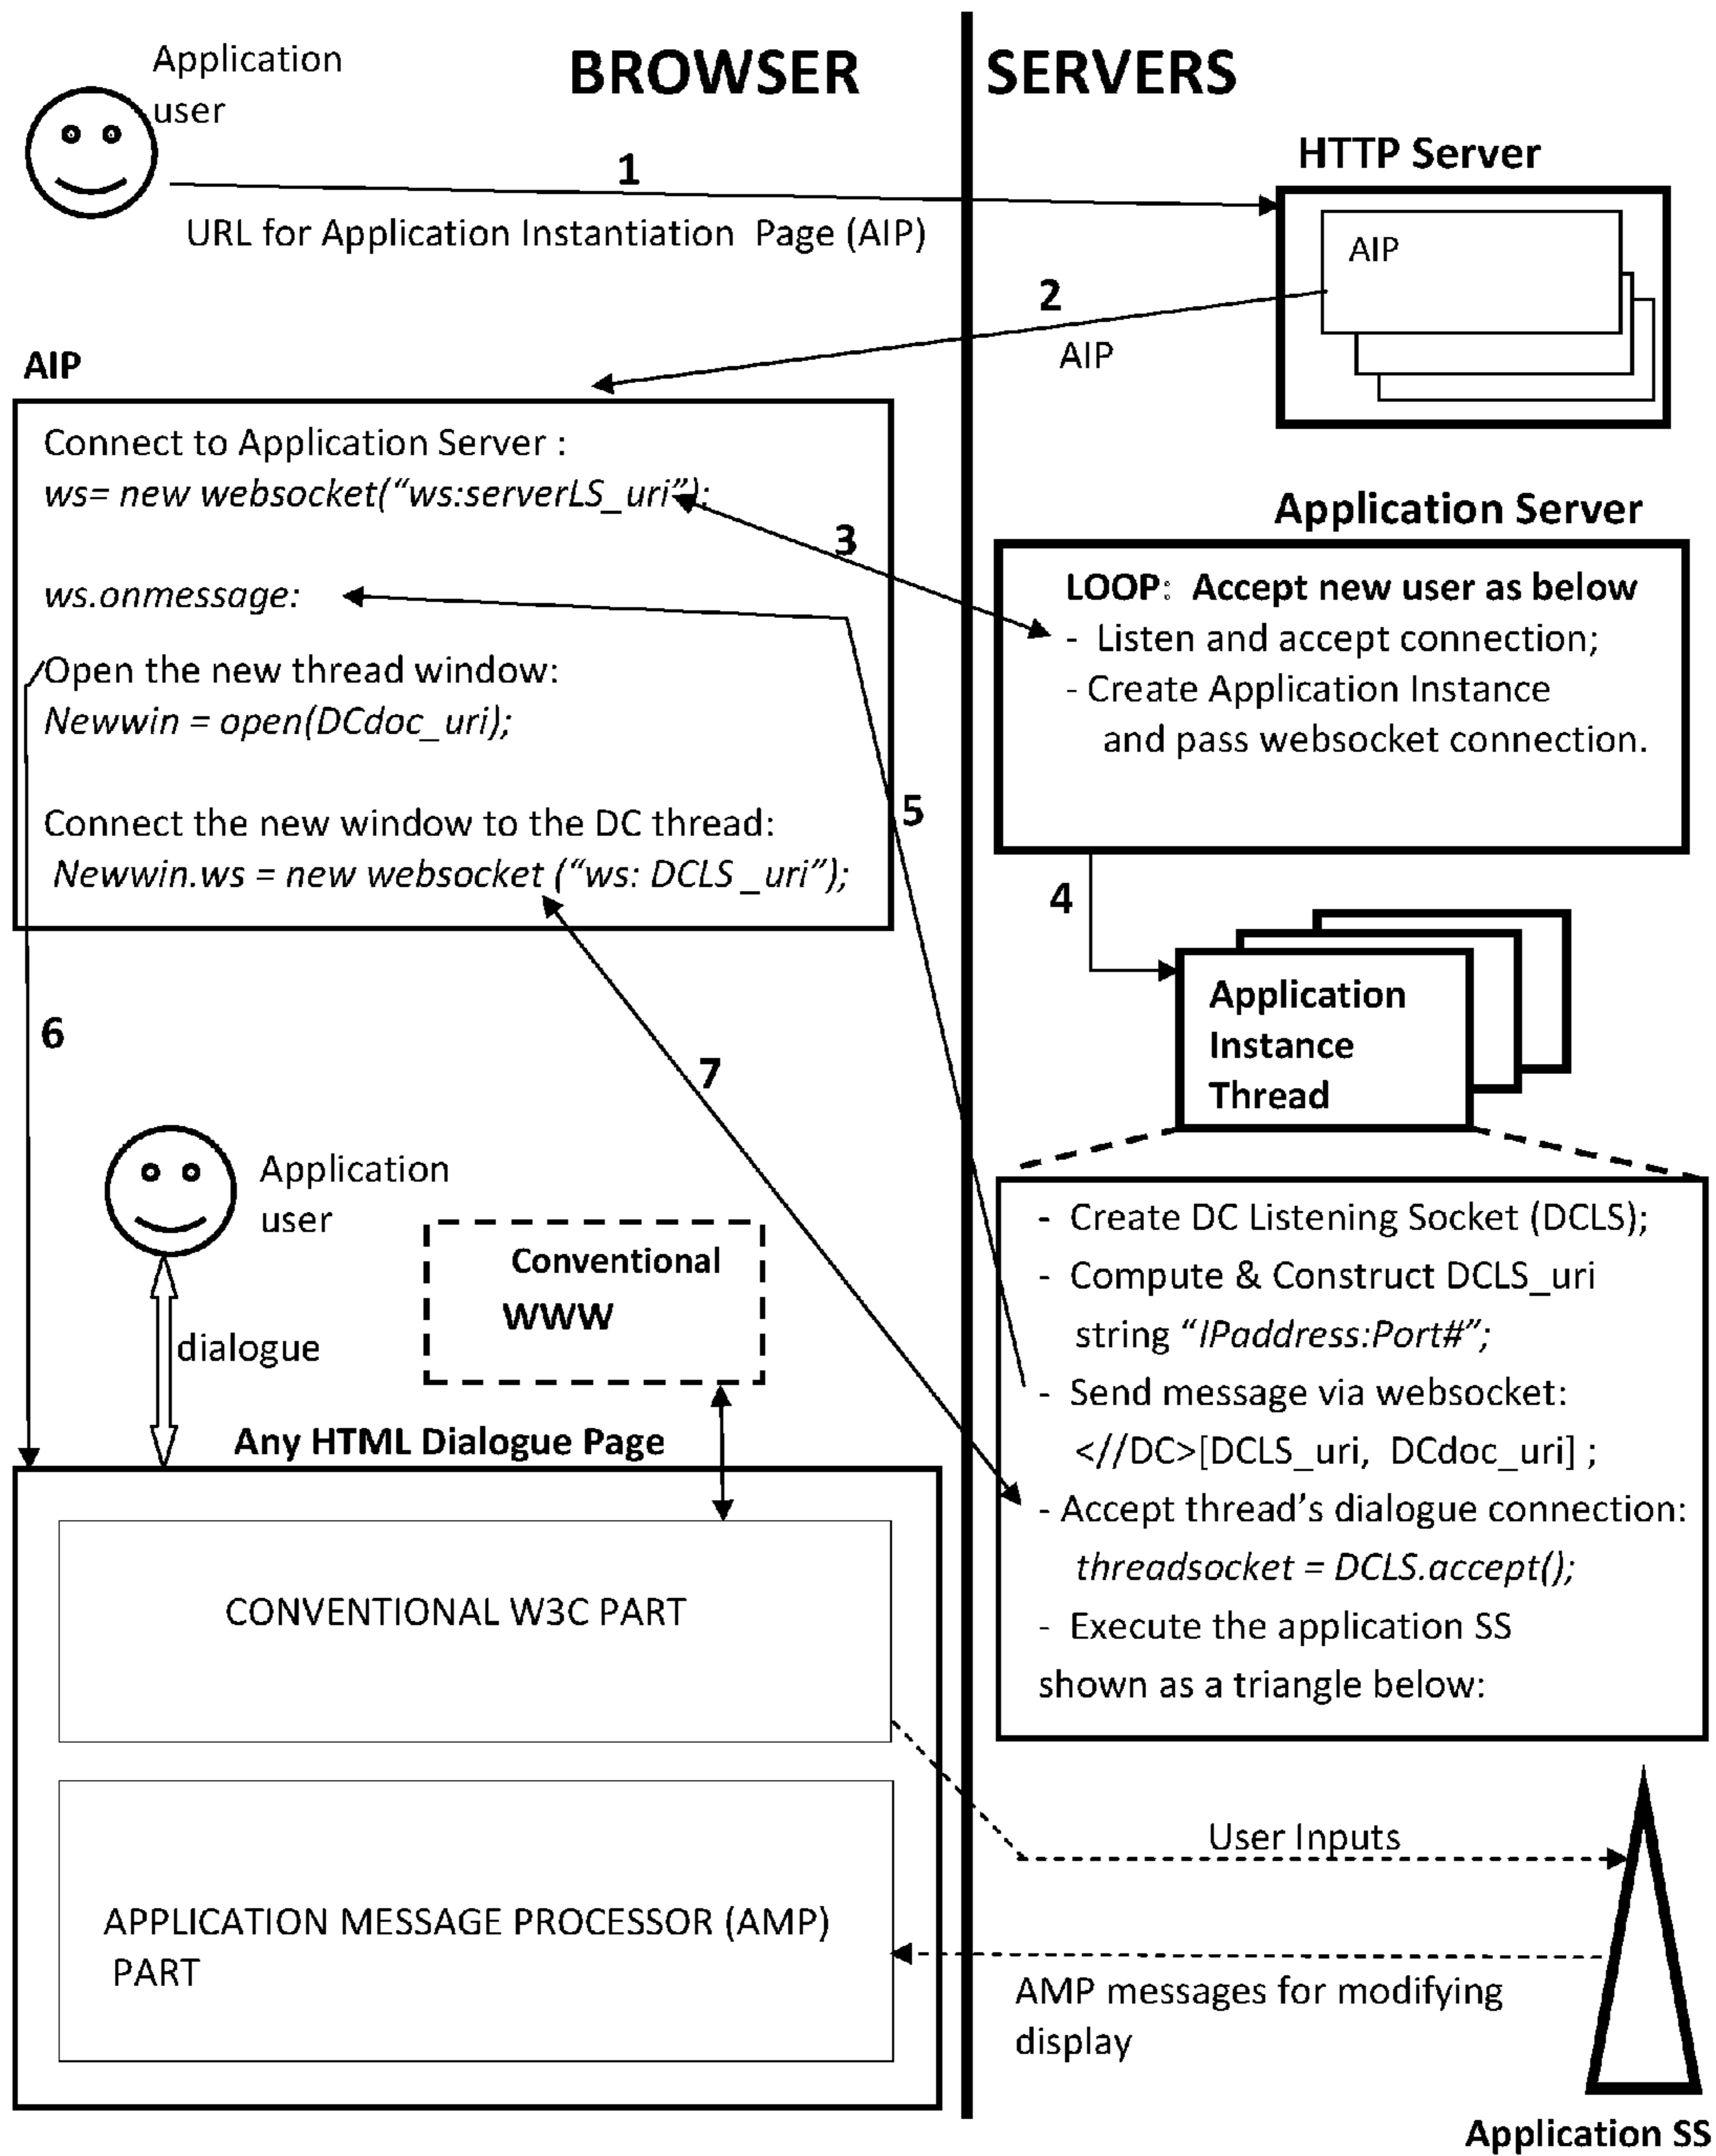 Application
user
BROWSER
SERVERS
1
URL for Application Instantiation Page (AIP)
HTTP Server
AIP
2
AIP
AIP
Connect to Application Server :
ws= new websocket(“ws:serverLS_uri”);
3
ws.onmessage:
Open the new thread window:
Newwin = open(DCdoc_uri);
Connect the new window to the DC thread:
Newwin.ws = new websocket (“ws: DCLS _uri”);
Application Server
LOOP: Accept new user as below
- Listen and accept connection;
- Create Application Instance
and pass websocket connection.
5
4
Application
Instance
Thread
6
7
- Create DC Listening Socket (DCLS);
- Compute & Construct DCLS_uri
string “IPaddress:Port#”;
- Send message via websocket:
<//DC>[DCLS_uri, DCdoc_uri] ;
- Accept thread’s dialogue connection:
threadsocket = DCLS.accept();
- Execute the application SS
shown as a triangle below:
Application
user
dialogue
Conventional
WWW
Any HTML Dialogue Page
CONVENTIONAL W3C PART
APPLICATION MESSAGE PROCESSOR (AMP)
PART
User Inputs
AMP messages for modifying
display
Application SS